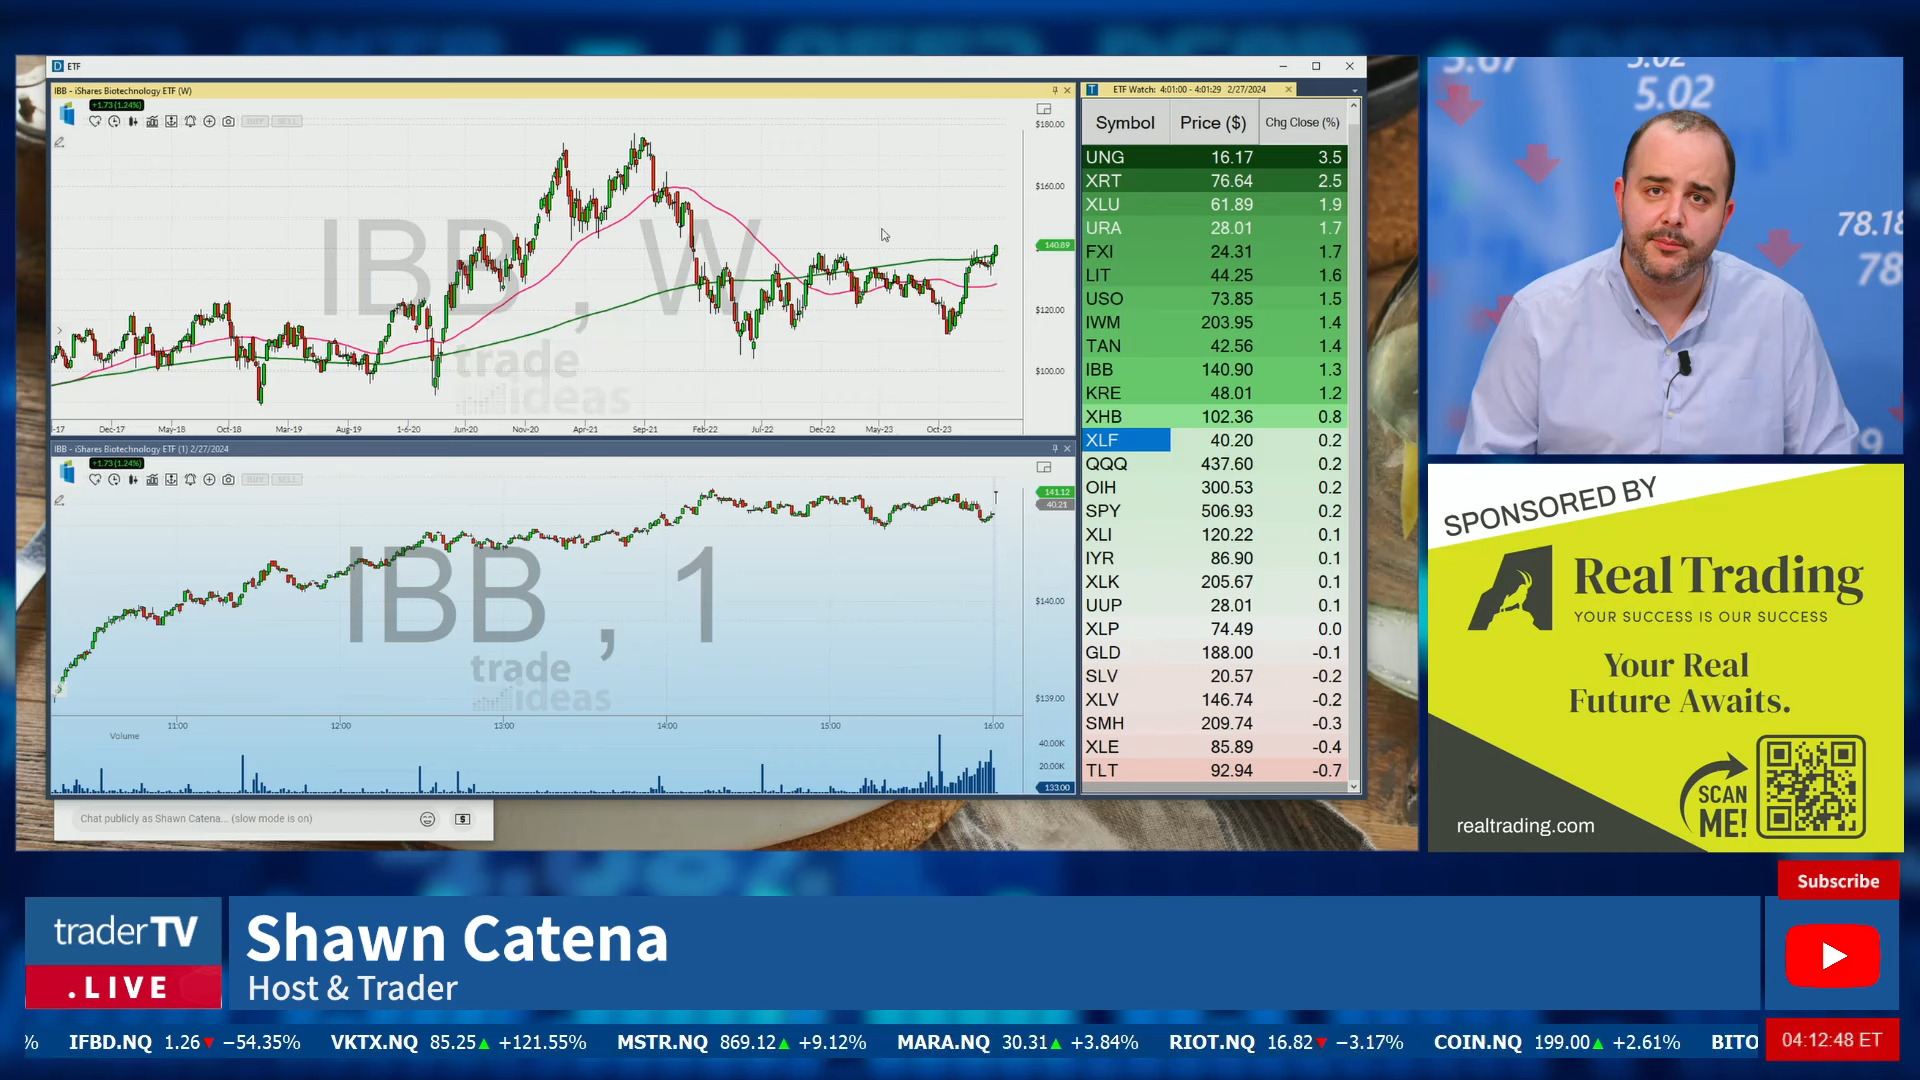 ETF
IBB - iShares Biotechnology ETF (W)
+1.73 (1.24%)
BUY SELL
IBB , W
trade
ideas
$180.00
$160.00
140.89
$120.00
$100.00
Dec-17 May-18 Oct-18 Mar-19 Aug-19 1-6-20 Jun-20 Nov-20 Apr-21 Sep-21 Feb-22 Jul-22 Dec-22 May-23 Oct-23
IBB - iShares Biotechnology ETF (1) 2/27/2024
+1.73 (1.24%)
BUY SELL
IBB , 1
trade
ideas
141.12
40.21
$140.00
$139.00
11:00 12:00 13:00 14:00 15:00 16:00
Volume
40.00K
20.00K
133.00
ETF Watch: 4:01:00 - 4:01:29 2/27/2024
Symbol Price ($) Chg Close (%)
UNG 16.17 3.5
XRT 76.64 2.5
XLU 61.89 1.9
URA 28.01 1.7
FXI 24.31 1.7
LIT 44.25 1.6
USO 73.85 1.5
IWM 203.95 1.4
TAN 42.56 1.4
IBB 140.90 1.3
KRE 48.01 1.2
XHB 102.36 0.8
XLF 40.20 0.2
QQQ 437.60 0.2
OIH 300.53 0.2
SPY 506.93 0.2
XLI 120.22 0.1
IYR 86.90 0.1
XLK 205.67 0.1
UUP 28.01 0.1
XLP 74.49 0.0
GLD 188.00 -0.1
SLV 20.57 -0.2
XLV 146.74 -0.2
SMH 209.74 -0.3
XLE 85.89 -0.4
TLT 92.94 -0.7
Chat publicly as Shawn Catena... (slow mode is on)
5.02
5.02
78.18
78
SPONSORED BY
Real Trading
YOUR SUCCESS IS OUR SUCCESS
Your Real
Future Awaits.
SCAN
ME!
realtrading.com
Subscribe
traderTV
.LIVE
Shawn Catena
Host & Trader
% IFBD.NQ 1.26▼ −54.35% VKTX.NQ 85.25▲ +121.55% MSTR.NQ 869.12▲ +9.12% MARA.NQ 30.31▲ +3.84% RIOT.NQ 16.82▼ −3.17% COIN.NQ 199.00▲ +2.61% BITO
04:12:48 ET